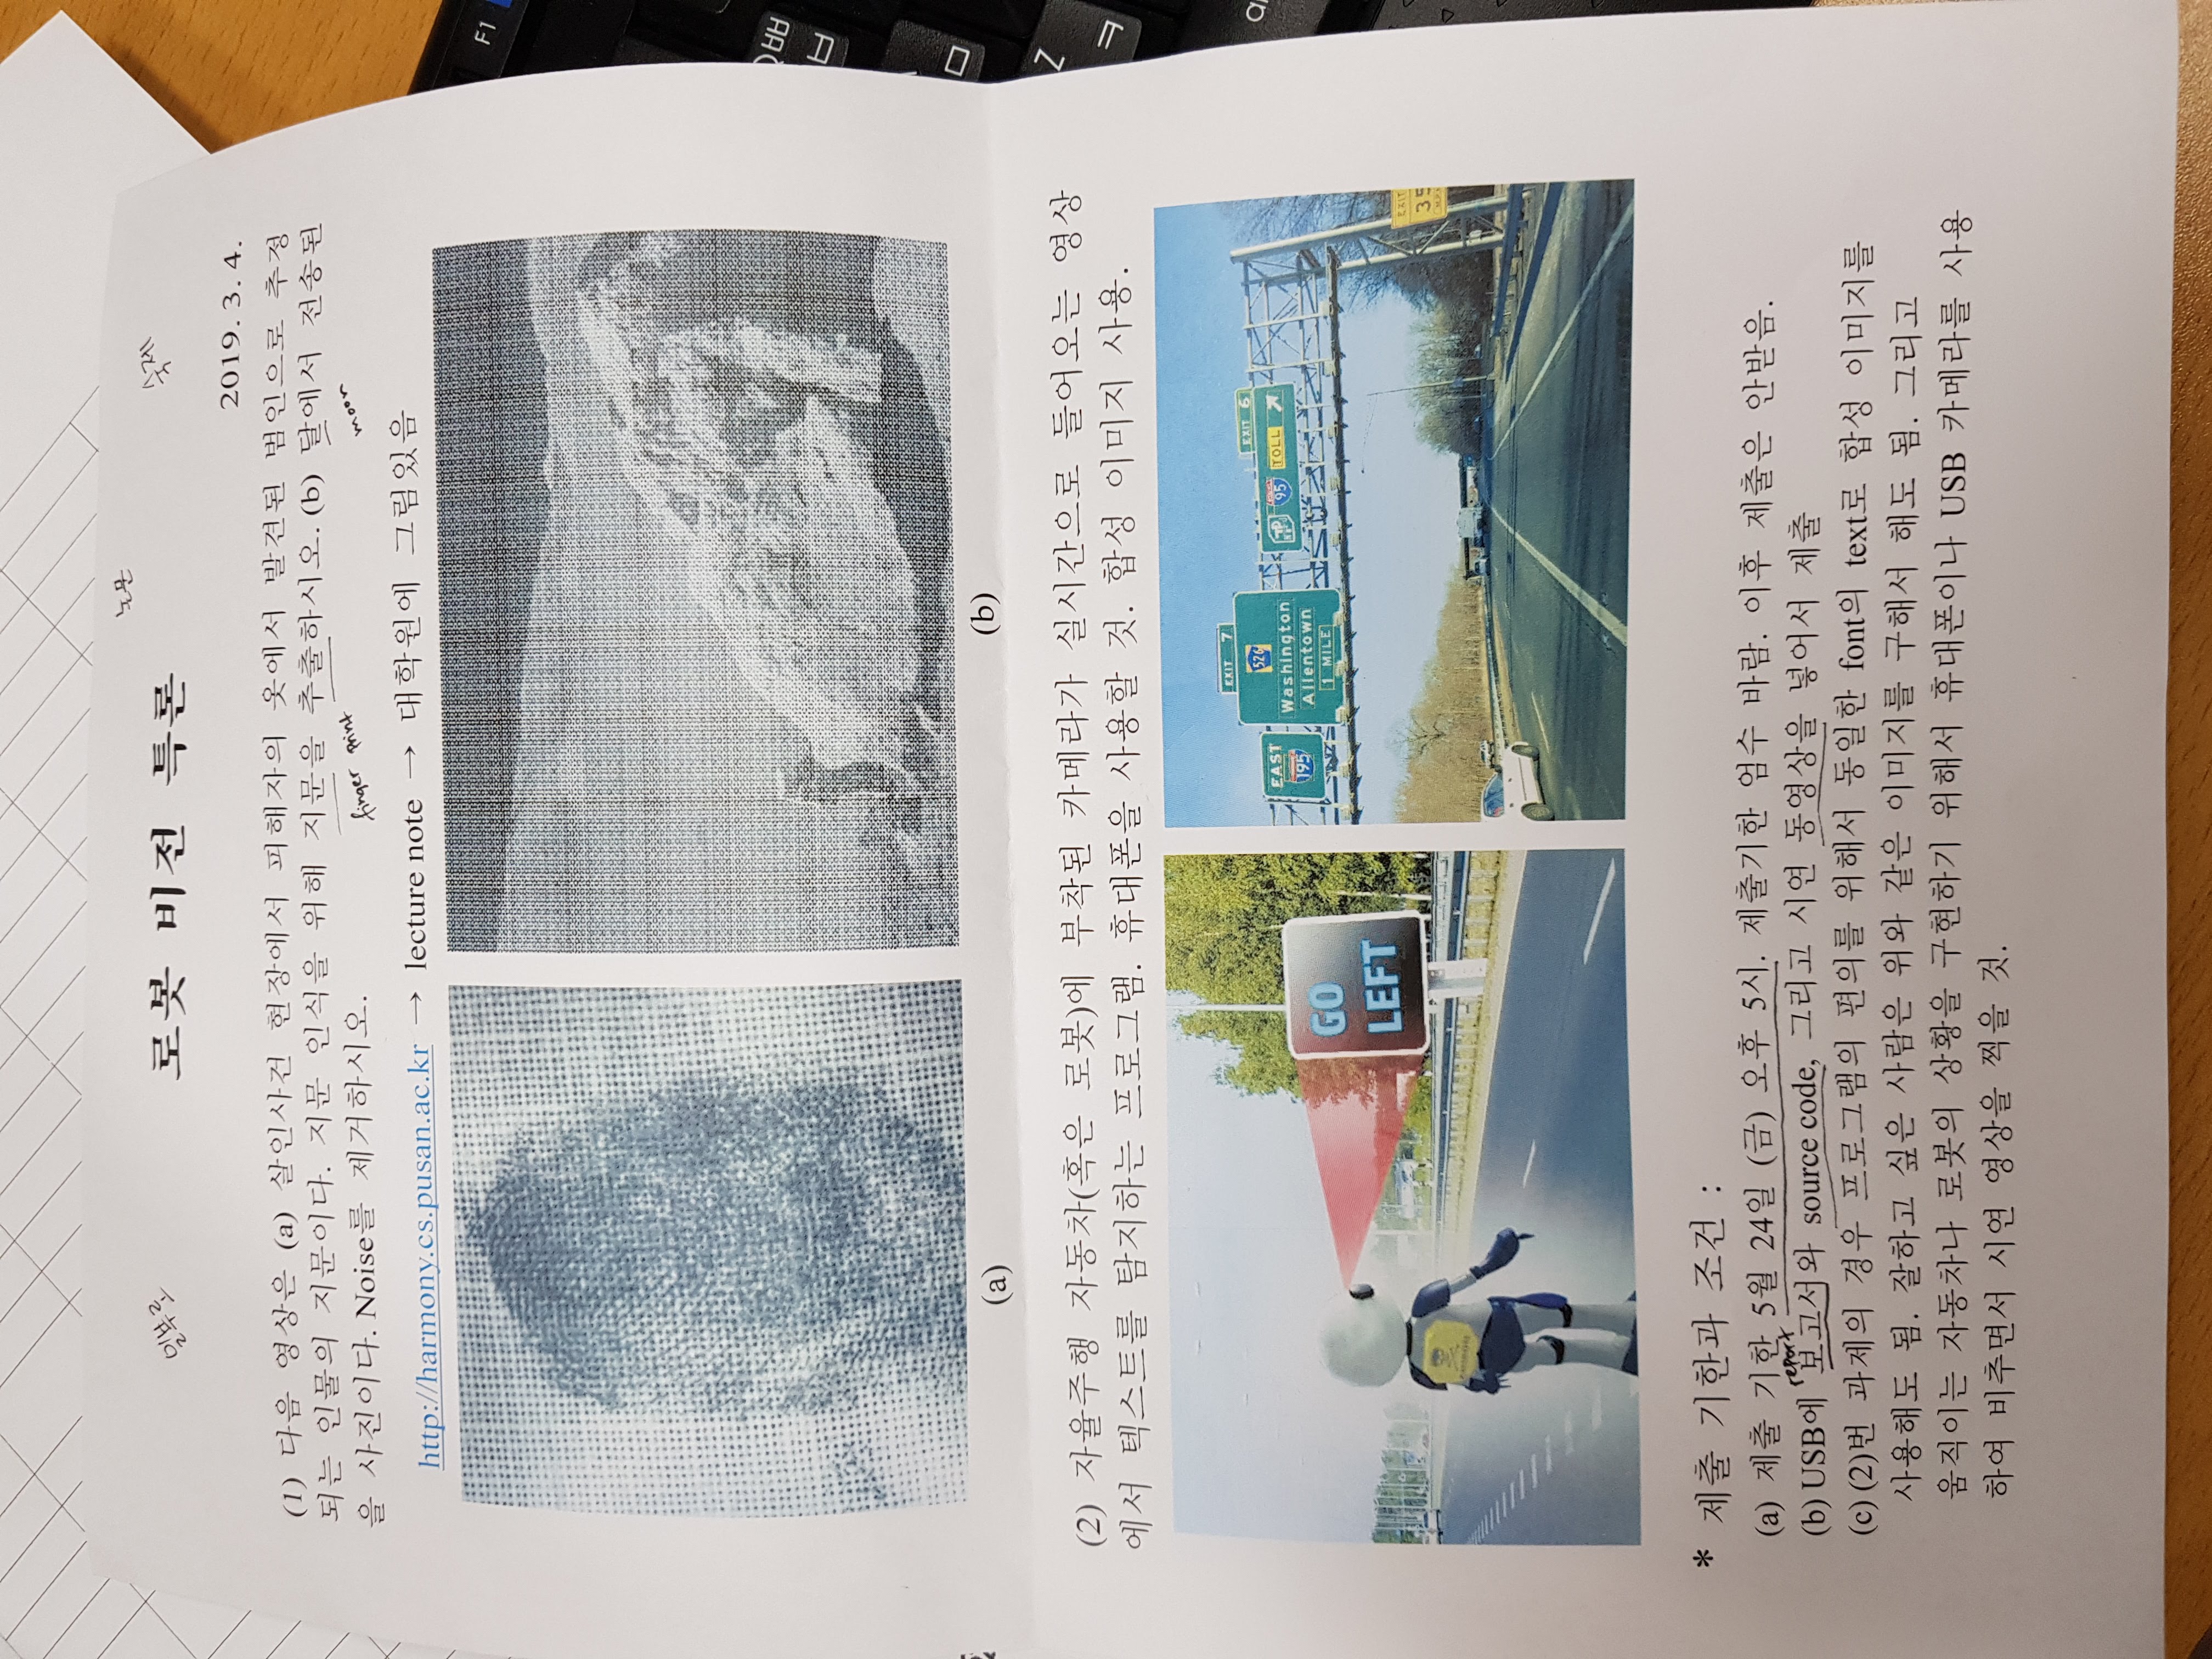 일부로
논문
숙제
로봇 비전 특론
2019. 3. 4.
(1) 다음 영상은 (a) 살인사건 현장에서 피해자의 옷에서 발견된 범인으로 추정
되는 인물의 지문이다. 지문 인식을 위해 지문을 추출하시오. (b) 달에서 전송된
을 사진이다. Noise를 제거하시오.
finger print
moon
http://harmony.cs.pusan.ac.kr → lecture note → 대학원에 그림있음
(a)
(b)
(2) 자율주행 자동차(혹은 로봇)에 부착된 카메라가 실시간으로 들어오는 영상
에서 텍스트를 탐지하는 프로그램. 휴대폰을 사용할 것. 합성 이미지 사용.
GO
LEFT
EXIT 7
526
Washington
Allentown
1 MILE
EAST
195
EXIT 6
95
TOLL
EXIT
35
* 제출 기한과 조건 :
(a) 제출 기한 5월 24일 (금) 오후 5시. 제출기한 엄수 바람. 이후 제출은 안받음.
report
(b) USB에 보고서와 source code, 그리고 시연 동영상을 넣어서 제출
(c) (2)번 과제의 경우 프로그램의 편의를 위해서 동일한 font의 text로 합성 이미지를
사용해도 됨. 잘하고 싶은 사람은 위와 같은 이미지를 구해서 해도 됨. 그리고
움직이는 자동차나 로봇의 상황을 구현하기 위해서 휴대폰이나 USB 카메라를 사용
하여 비추면서 시연 영상을 찍을 것.
F1
ㅃ
ㅂ
ㅁ
Z
ㅋ